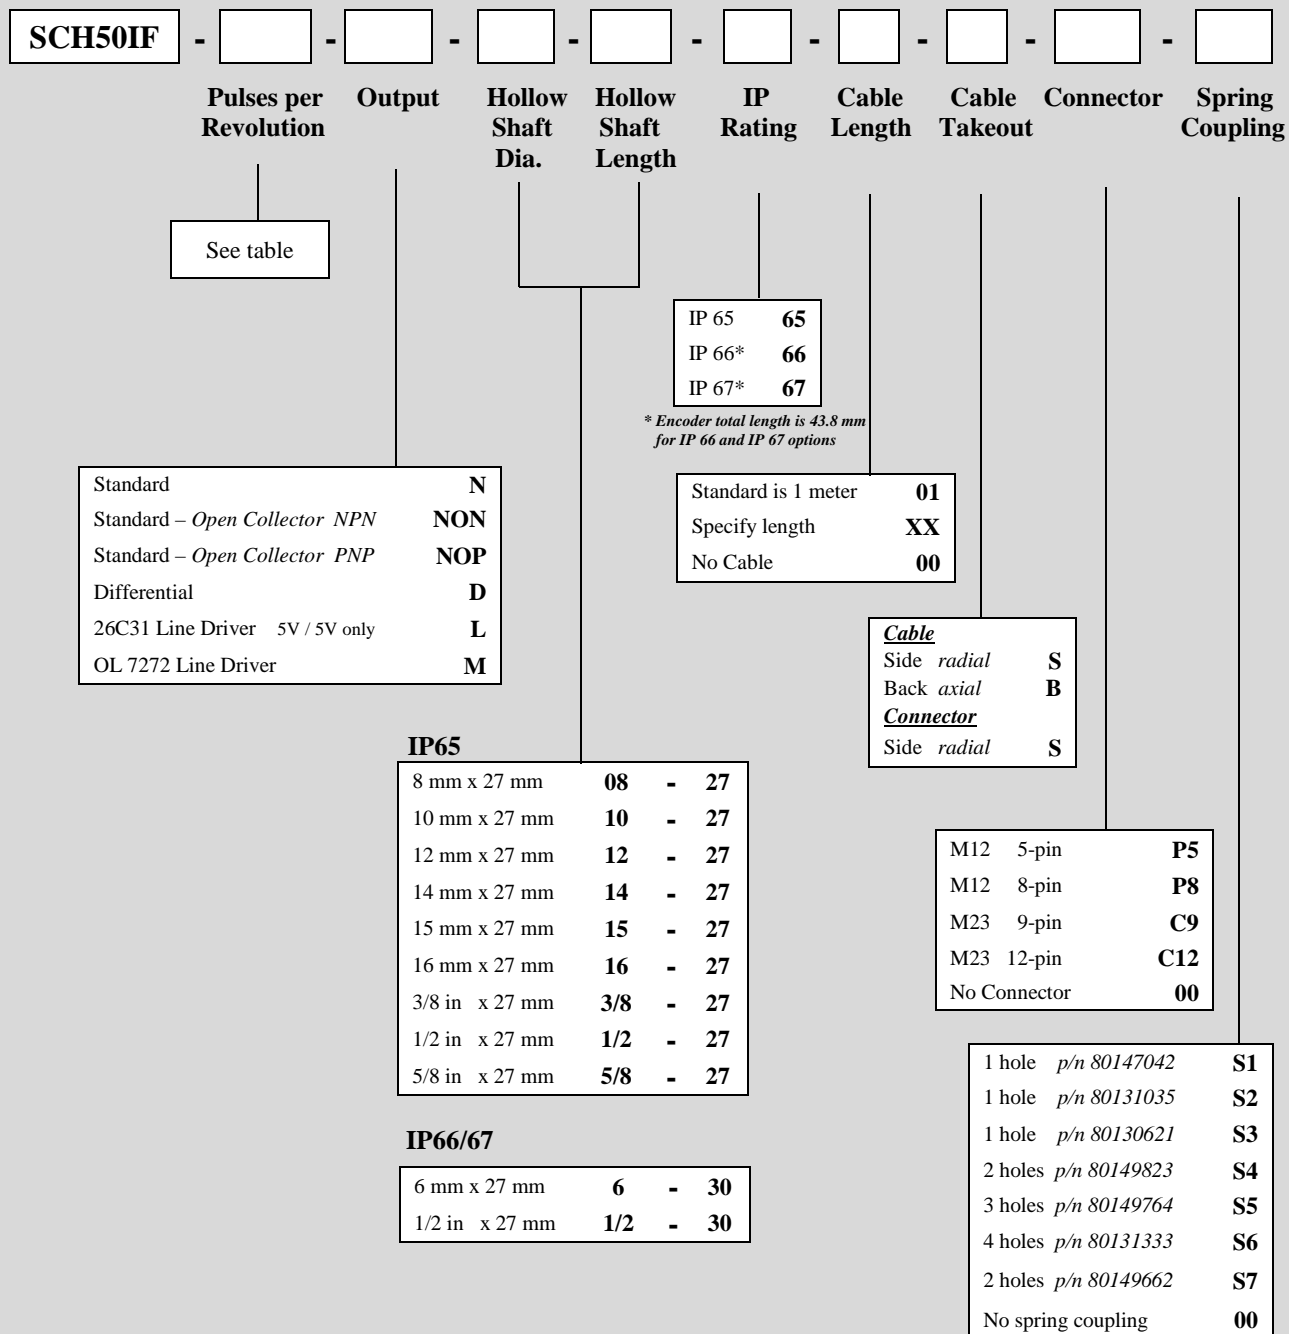 SCH50IF - - - - - - - - -
Pulses per Revolution
Output
Hollow Shaft Dia.
Hollow Shaft Length
IP Rating
Cable Length
Cable Takeout
Connector
Spring Coupling
See table
IP 65 65
IP 66* 66
IP 67* 67
* Encoder total length is 43.8 mm
for IP 66 and IP 67 options
Standard N
Standard – Open Collector NPN NON
Standard – Open Collector PNP NOP
Differential D
26C31 Line Driver 5V / 5V only L
OL 7272 Line Driver M
Standard is 1 meter 01
Specify length XX
No Cable 00
Cable
Side radial S
Back axial B
Connector
Side radial S
IP65
8 mm x 27 mm 08 - 27
10 mm x 27 mm 10 - 27
12 mm x 27 mm 12 - 27
14 mm x 27 mm 14 - 27
15 mm x 27 mm 15 - 27
16 mm x 27 mm 16 - 27
3/8 in x 27 mm 3/8 - 27
1/2 in x 27 mm 1/2 - 27
5/8 in x 27 mm 5/8 - 27
IP66/67
6 mm x 27 mm 6 - 30
1/2 in x 27 mm 1/2 - 30
M12 5-pin P5
M12 8-pin P8
M23 9-pin C9
M23 12-pin C12
No Connector 00
1 hole p/n 80147042 S1
1 hole p/n 80131035 S2
1 hole p/n 80130621 S3
2 holes p/n 80149823 S4
3 holes p/n 80149764 S5
4 holes p/n 80131333 S6
2 holes p/n 80149662 S7
No spring coupling 00